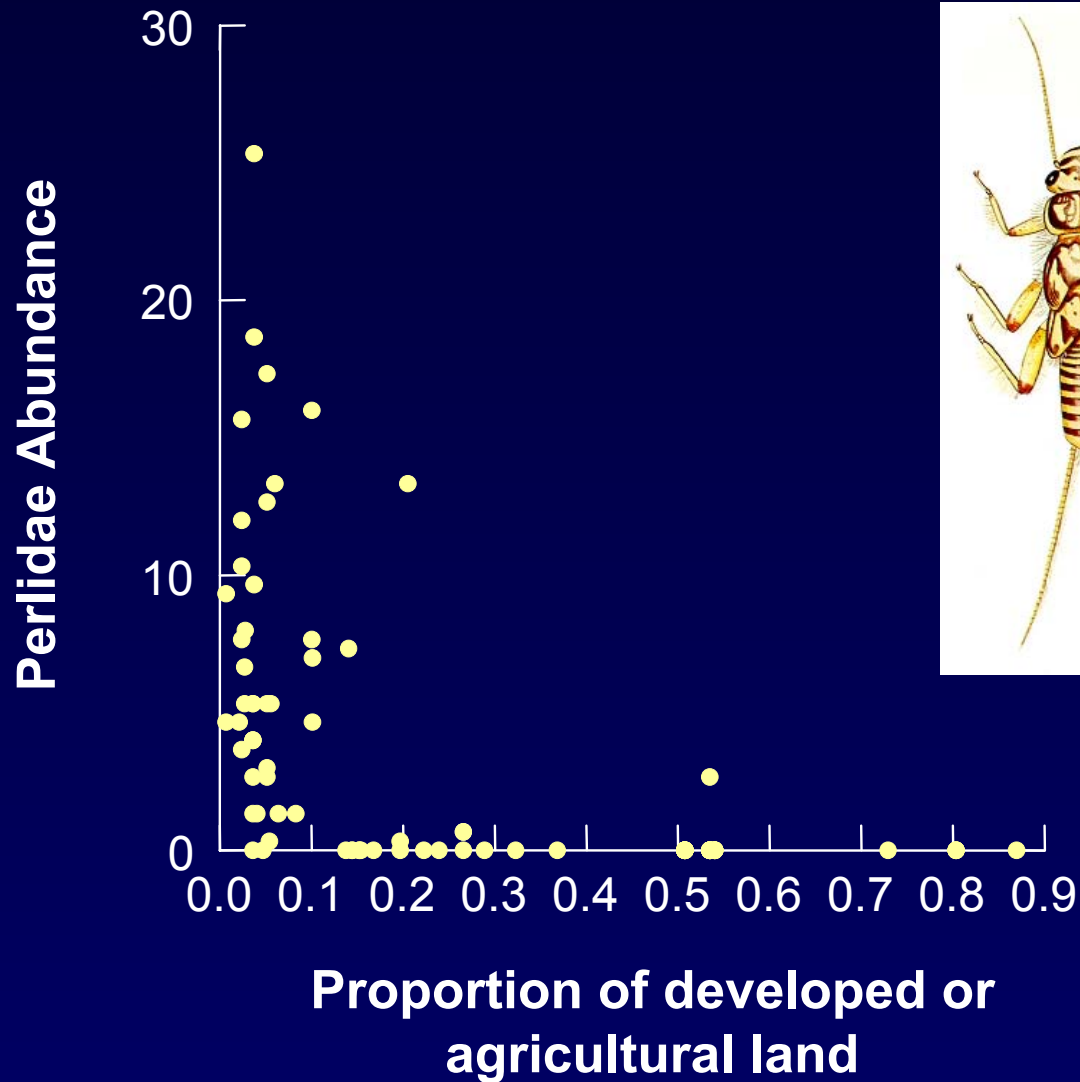 30
20
10
0
Perlidae Abundance
0.0 0.1 0.2 0.3 0.4 0.5 0.6 0.7 0.8 0.9
Proportion of developed or
agricultural land